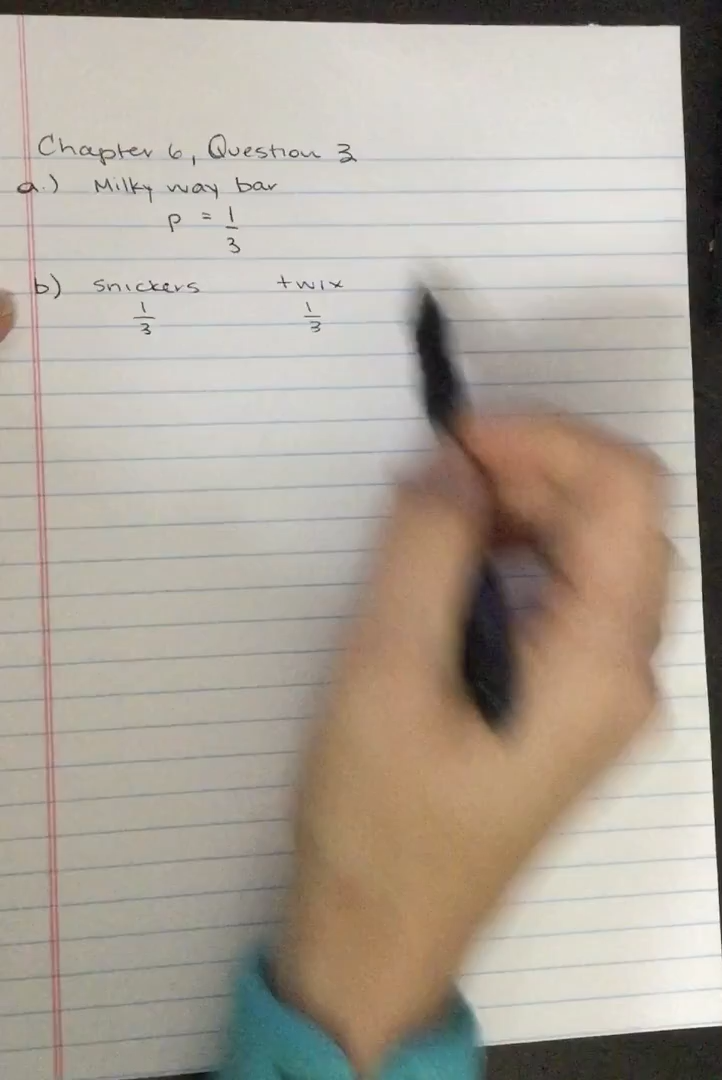 Chapter 6, Question 3
a.) Milky way bar
p = 1/3
b) snickers twix
1/3 1/3